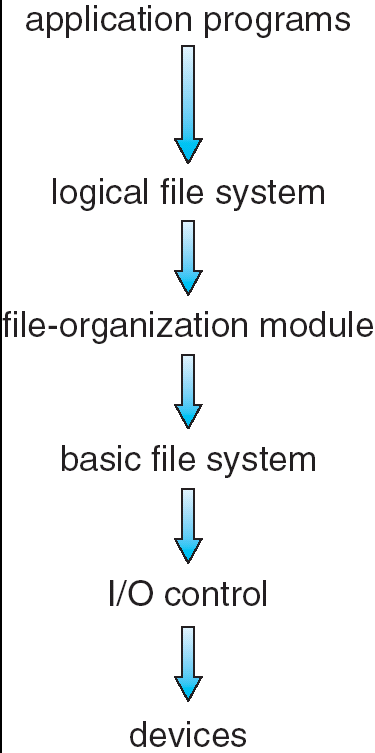 application programs
logical file system
file-organization module
basic file system
I/O control
devices